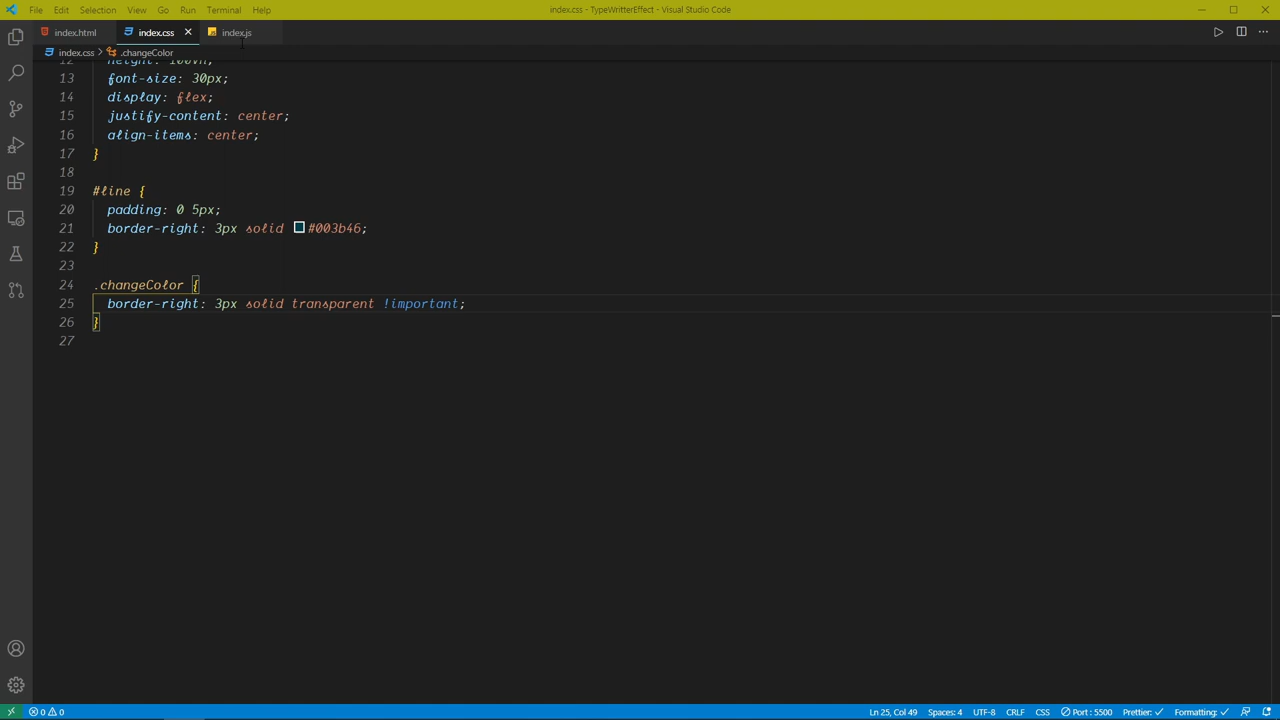 File Edit Selection View Go Run Terminal Help index.css - TypeWritterEffect - Visual Studio Code
index.html index.css index.js
index.css > .changeColor
12 height: 100vh;
13 font-size: 30px;
14 display: flex;
15 justify-content: center;
16 align-items: center;
17 }
18
19 #line {
20 padding: 0 5px;
21 border-right: 3px solid #003b46;
22 }
23
24 .changeColor {
25 border-right: 3px solid transparent !important;
26 }
27
0 0 Ln 25, Col 49 Spaces: 4 UTF-8 CRLF CSS Port : 5500 Prettier: ✓ Formatting: ✓